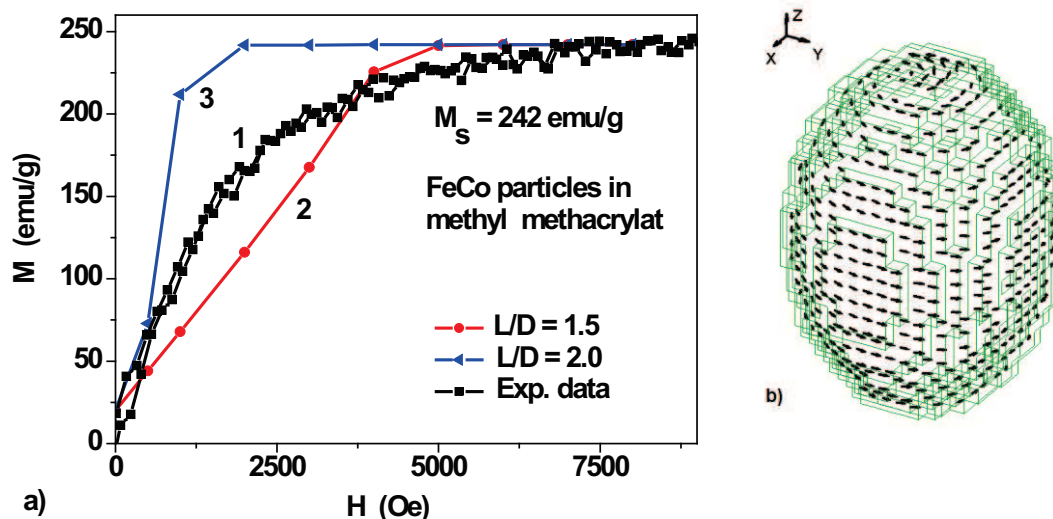 250
200
150
100
50
0
M (emu/g)
3
1
2
M_s = 242 emu/g
FeCo particles in
methyl methacrylat
L/D = 1.5
L/D = 2.0
Exp. data
0
2500
5000
7500
H (Oe)
a)
Z
X
Y
b)